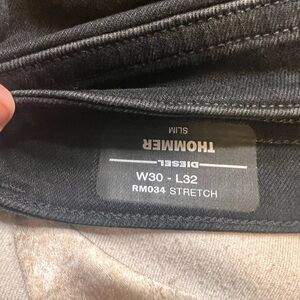 SLIM
THOMMER
DIESEL
W30 - L32
RM034 STRETCH